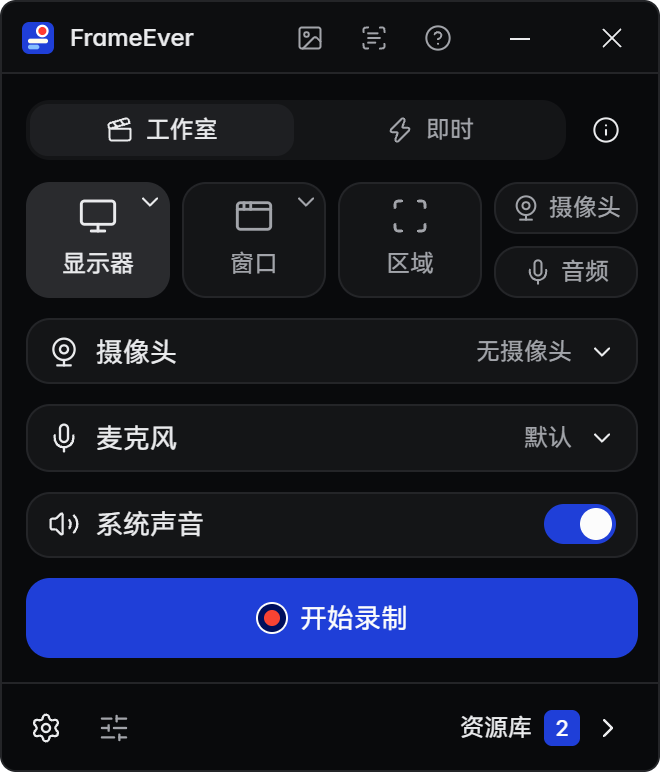 FrameEver
工作室
即时
显示器
窗口
区域
摄像头
音频
摄像头 无摄像头
麦克风 默认
系统声音
开始录制
资源库 2